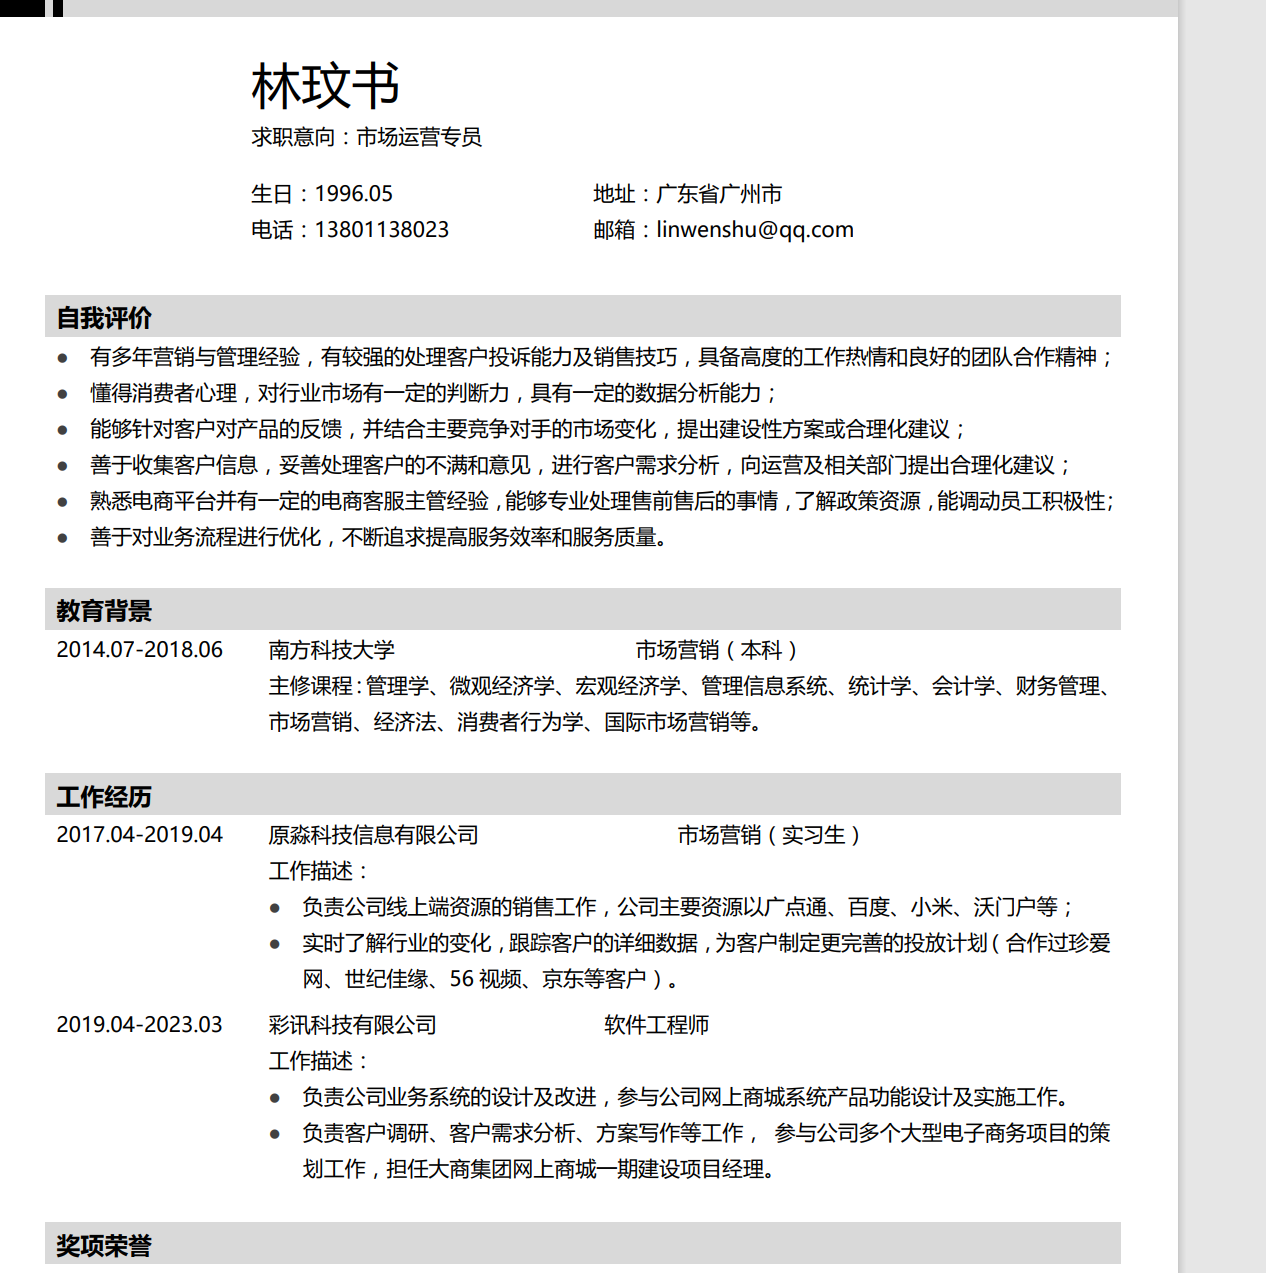 林玟书
求职意向：市场运营专员
生日：1996.05 地址：广东省广州市
电话：13801138023 邮箱：linwenshu@qq.com
自我评价
● 有多年营销与管理经验，有较强的处理客户投诉能力及销售技巧，具备高度的工作热情和良好的团队合作精神；
● 懂得消费者心理，对行业市场有一定的判断力，具有一定的数据分析能力；
● 能够针对客户对产品的反馈，并结合主要竞争对手的市场变化，提出建设性方案或合理化建议；
● 善于收集客户信息，妥善处理客户的不满和意见，进行客户需求分析，向运营及相关部门提出合理化建议；
● 熟悉电商平台并有一定的电商客服主管经验，能够专业处理售前售后的事情，了解政策资源，能调动员工积极性；
● 善于对业务流程进行优化，不断追求提高服务效率和服务质量。
教育背景
2014.07-2018.06 南方科技大学 市场营销（本科）
主修课程：管理学、微观经济学、宏观经济学、管理信息系统、统计学、会计学、财务管理、
市场营销、经济法、消费者行为学、国际市场营销等。
工作经历
2017.04-2019.04 原淼科技信息有限公司 市场营销（实习生）
工作描述：
● 负责公司线上端资源的销售工作，公司主要资源以广点通、百度、小米、沃门户等；
● 实时了解行业的变化，跟踪客户的详细数据，为客户制定更完善的投放计划（合作过珍爱
网、世纪佳缘、56 视频、京东等客户）。
2019.04-2023.03 彩讯科技有限公司 软件工程师
工作描述：
● 负责公司业务系统的设计及改进，参与公司网上商城系统产品功能设计及实施工作。
● 负责客户调研、客户需求分析、方案写作等工作， 参与公司多个大型电子商务项目的策
划工作，担任大商集团网上商城一期建设项目经理。
奖项荣誉